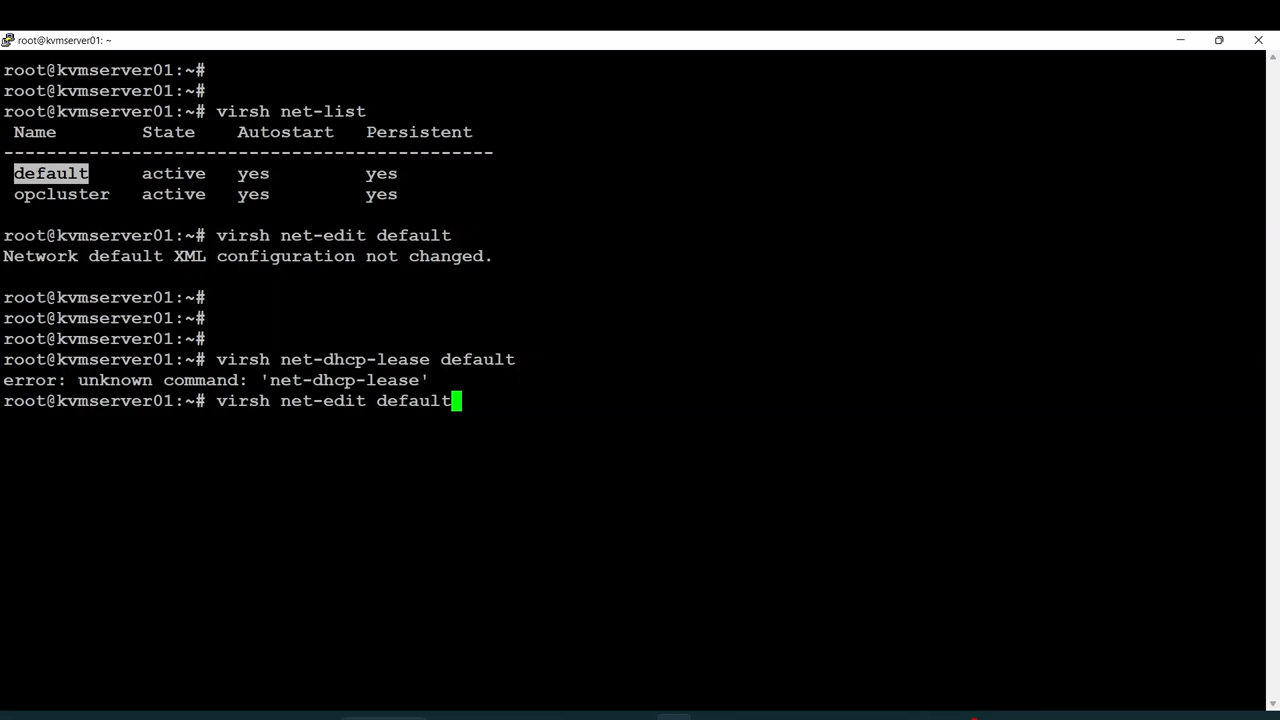 root@kvmserver01: ~
root@kvmserver01:~#
root@kvmserver01:~#
root@kvmserver01:~# virsh net-list
Name State Autostart Persistent
----------------------------------------------
default active yes yes
opcluster active yes yes
root@kvmserver01:~# virsh net-edit default
Network default XML configuration not changed.
root@kvmserver01:~#
root@kvmserver01:~#
root@kvmserver01:~#
root@kvmserver01:~# virsh net-dhcp-lease default
error: unknown command: 'net-dhcp-lease'
root@kvmserver01:~# virsh net-edit default